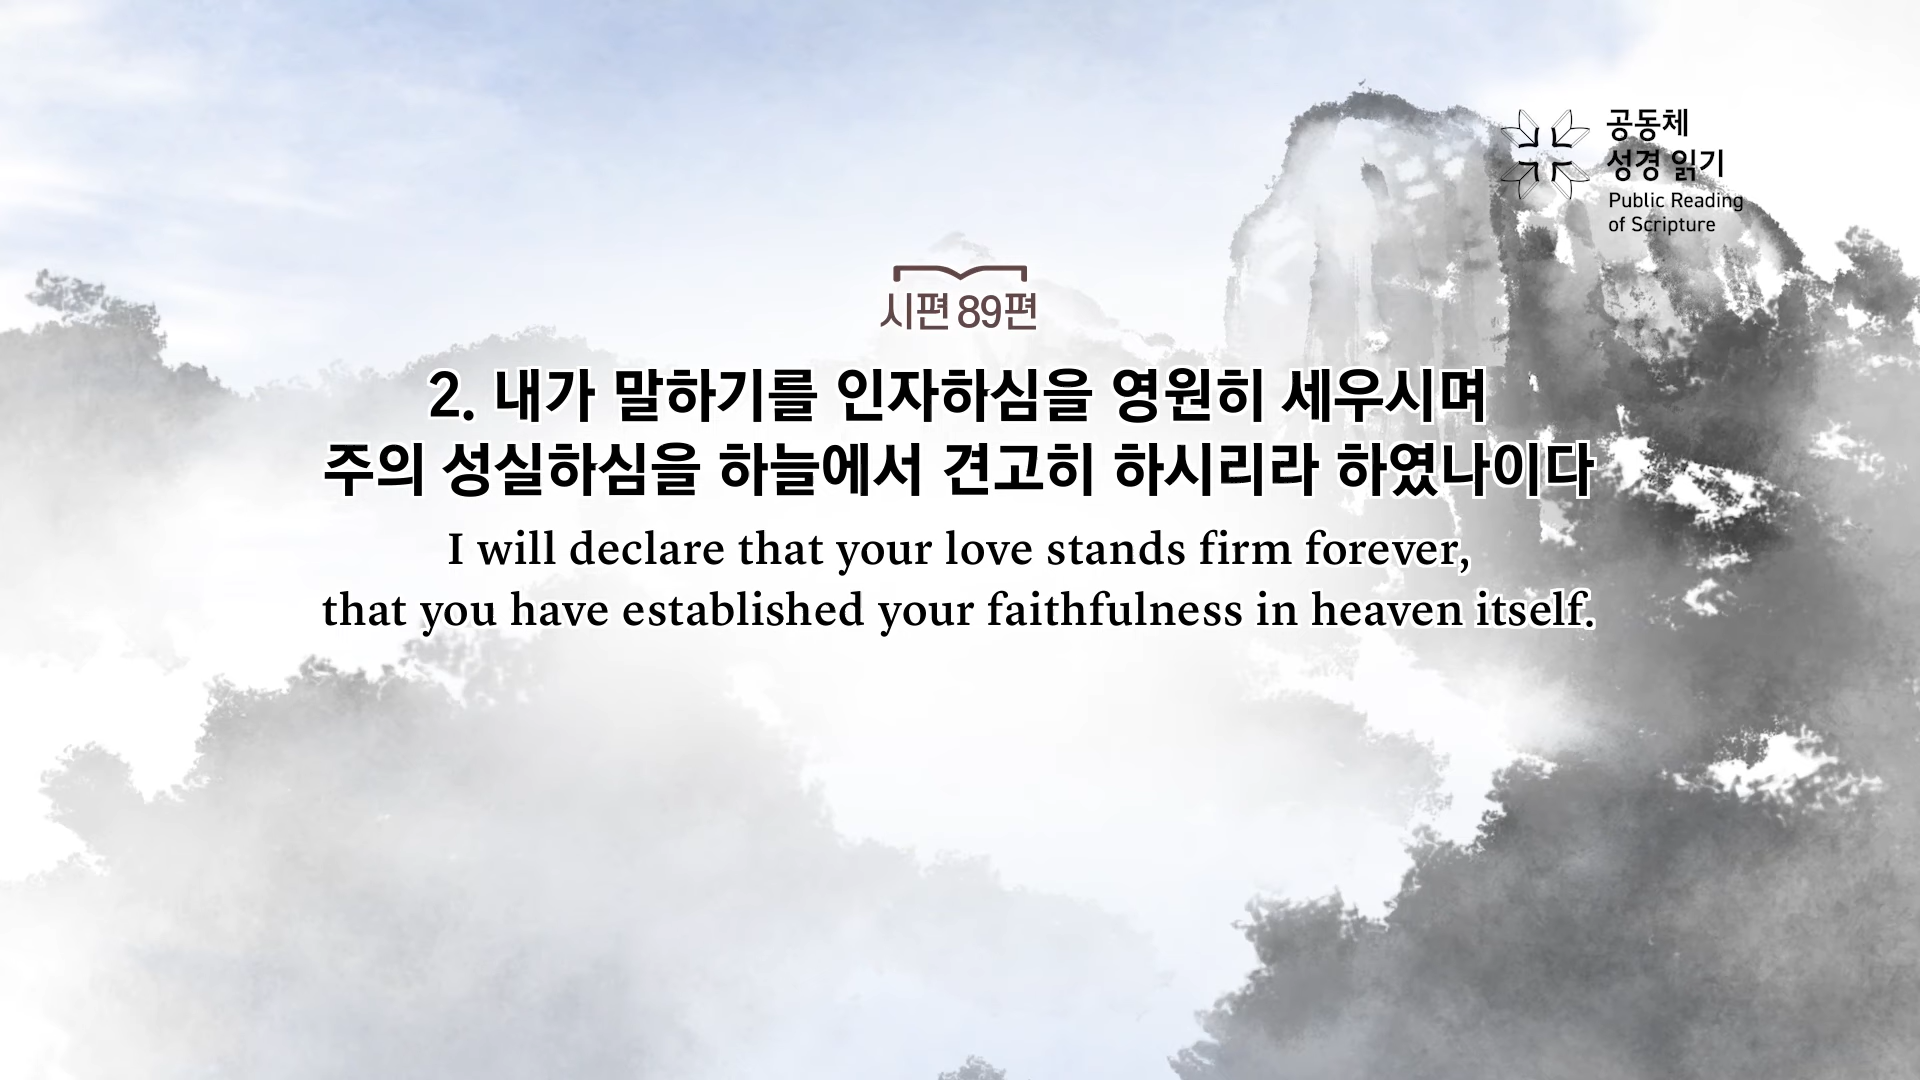 공동체
성경 읽기
Public Reading
of Scripture
시편 89편
2. 내가 말하기를 인자하심을 영원히 세우시며
주의 성실하심을 하늘에서 견고히 하시리라 하였나이다
I will declare that your love stands firm forever,
that you have established your faithfulness in heaven itself.